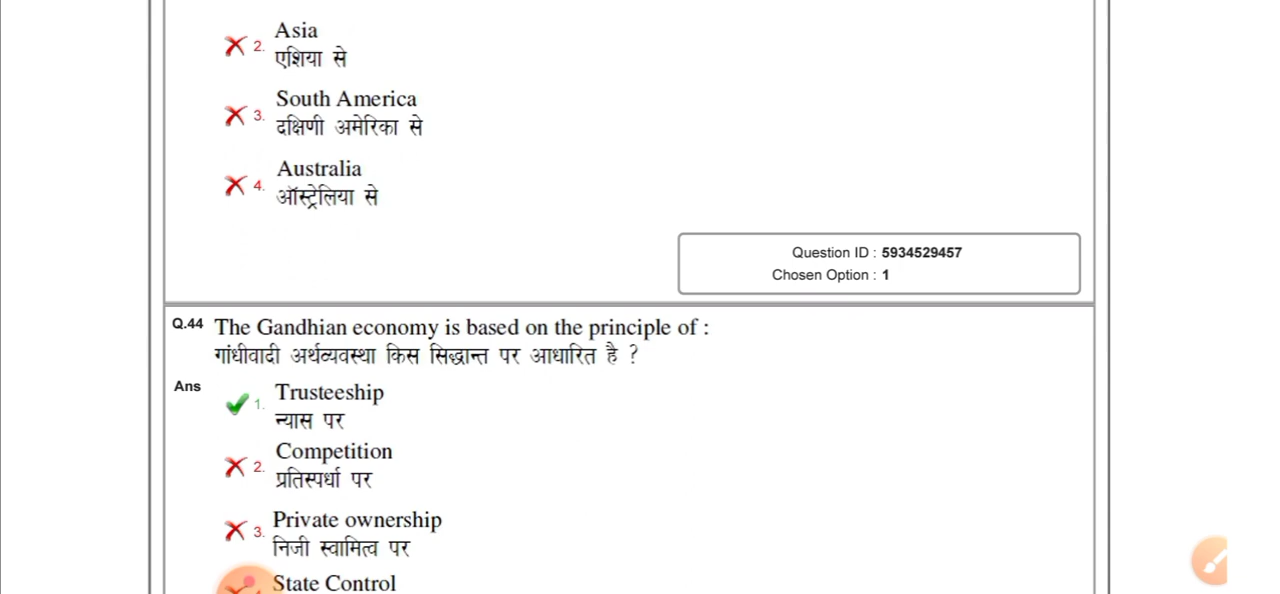 Asia
2.
एशिया से
South America
3.
दक्षिणी अमेरिका से
Australia
4.
ऑस्ट्रेलिया से
Question ID : 5934529457
Chosen Option : 1
Q.44 The Gandhian economy is based on the principle of :
गांधीवादी अर्थव्यवस्था किस सिद्धान्त पर आधारित है ?
Ans
Trusteeship
1.
न्यास पर
Competition
2.
प्रतिस्पर्धा पर
Private ownership
3.
निजी स्वामित्व पर
State Control